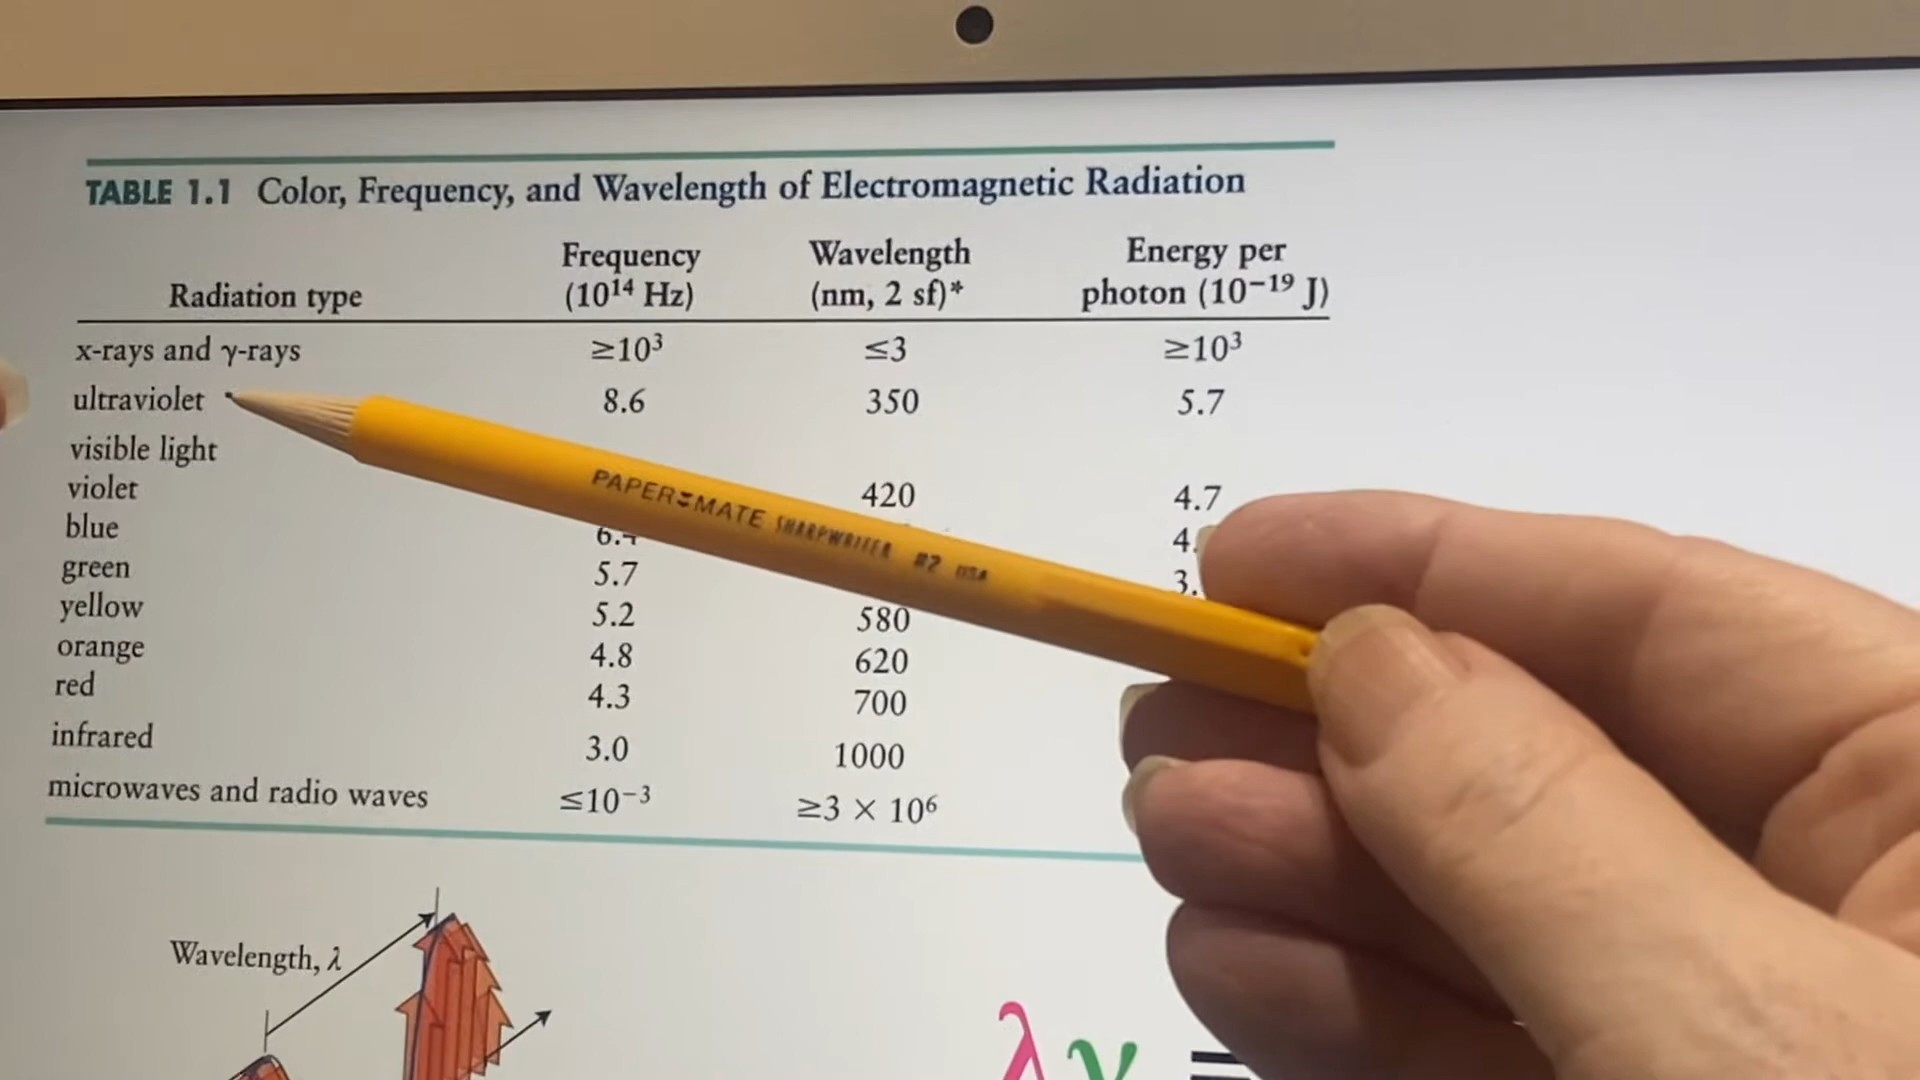 TABLE 1.1 Color, Frequency, and Wavelength of Electromagnetic Radiation
Radiation type Frequency (10¹⁴ Hz) Wavelength (nm, 2 sf)* Energy per photon (10⁻¹⁹ J)
x-rays and γ-rays ≥10³ ≤3 ≥10³
ultraviolet 8.6 350 5.7
visible light
violet 420 4.7
blue
green 5.7
yellow 5.2 580
orange 4.8 620
red 4.3 700
infrared 3.0 1000
microwaves and radio waves ≤10⁻³ ≥3 × 10⁶
PAPER MATE SHARPWRITER #2 USA
Wavelength, λ
λ ν =